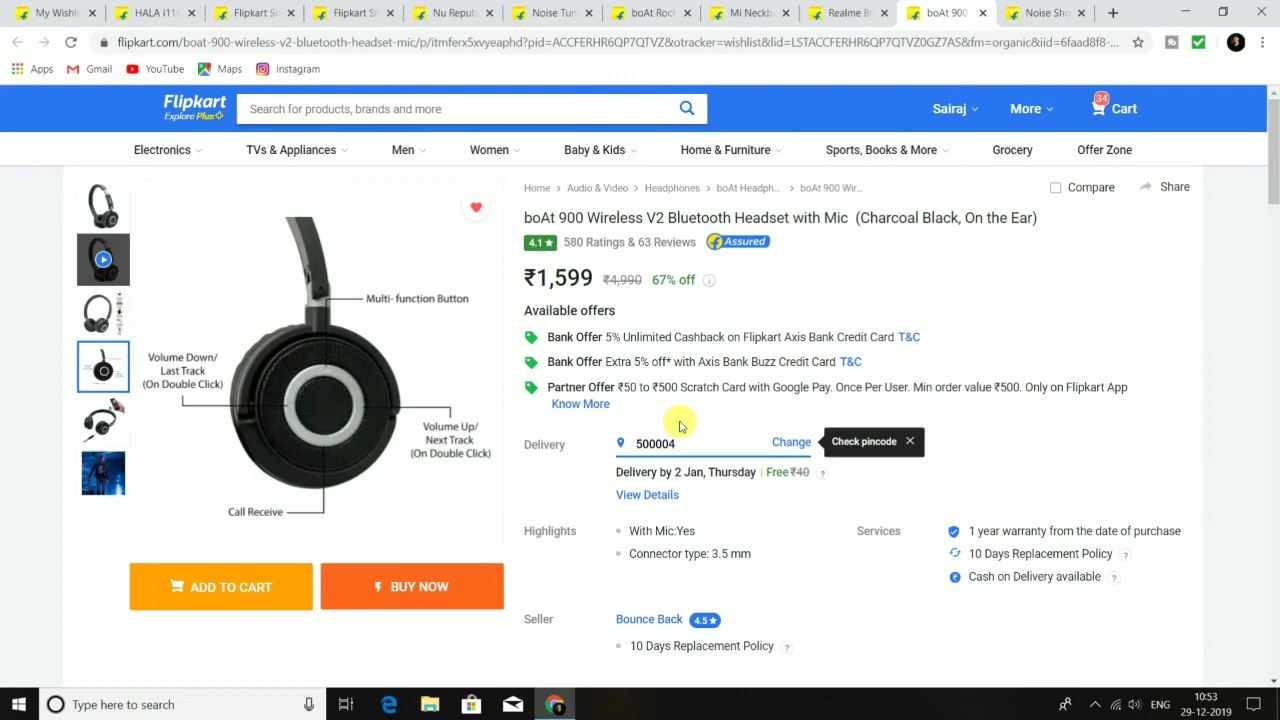 My Wishlis
HALA i11s
Flipkart Sm
Flipkart Sh
Nu Republ
Noise Tun
boAt Rock
Mi Neckba
Realme Bu
boAt 900
Noise Sho
flipkart.com/boat-900-wireless-v2-bluetooth-headset-mic/p/itmferx5xvyeaphd?pid=ACCFERHR6QP7QTVZ&otracker=wishlist&lid=LSTACCFERHR6QP7QTVZ0GZ7AS&fm=organic&iid=6faad8f8-...
Apps
Gmail
YouTube
Maps
Instagram
Flipkart
Explore Plus
Search for products, brands and more
Sairaj
More
34
Cart
Electronics
TVs & Appliances
Men
Women
Baby & Kids
Home & Furniture
Sports, Books & More
Grocery
Offer Zone
Home > Audio & Video > Headphones > boAt Headph... > boAt 900 Wir...
Compare
Share
boAt 900 Wireless V2 Bluetooth Headset with Mic (Charcoal Black, On the Ear)
4.1★ 580 Ratings & 63 Reviews Assured
₹1,599 ₹4,990 67% off
Available offers
Bank Offer 5% Unlimited Cashback on Flipkart Axis Bank Credit Card T&C
Bank Offer Extra 5% off* with Axis Bank Buzz Credit Card T&C
Partner Offer ₹50 to ₹500 Scratch Card with Google Pay. Once Per User. Min order value ₹500. Only on Flipkart App
Know More
Multi- function Button
Volume Down/
Last Track
(On Double Click)
Volume Up/
Next Track
(On Double Click)
Call Receive
Delivery
500004
Change
Check pincode
Delivery by 2 Jan, Thursday | Free ₹40 ?
View Details
Highlights
With Mic:Yes
Connector type: 3.5 mm
Services
1 year warranty from the date of purchase
10 Days Replacement Policy ?
Cash on Delivery available ?
ADD TO CART
BUY NOW
Seller
Bounce Back 4.5★
10 Days Replacement Policy ?
Type here to search
ENG
10:53
29-12-2019